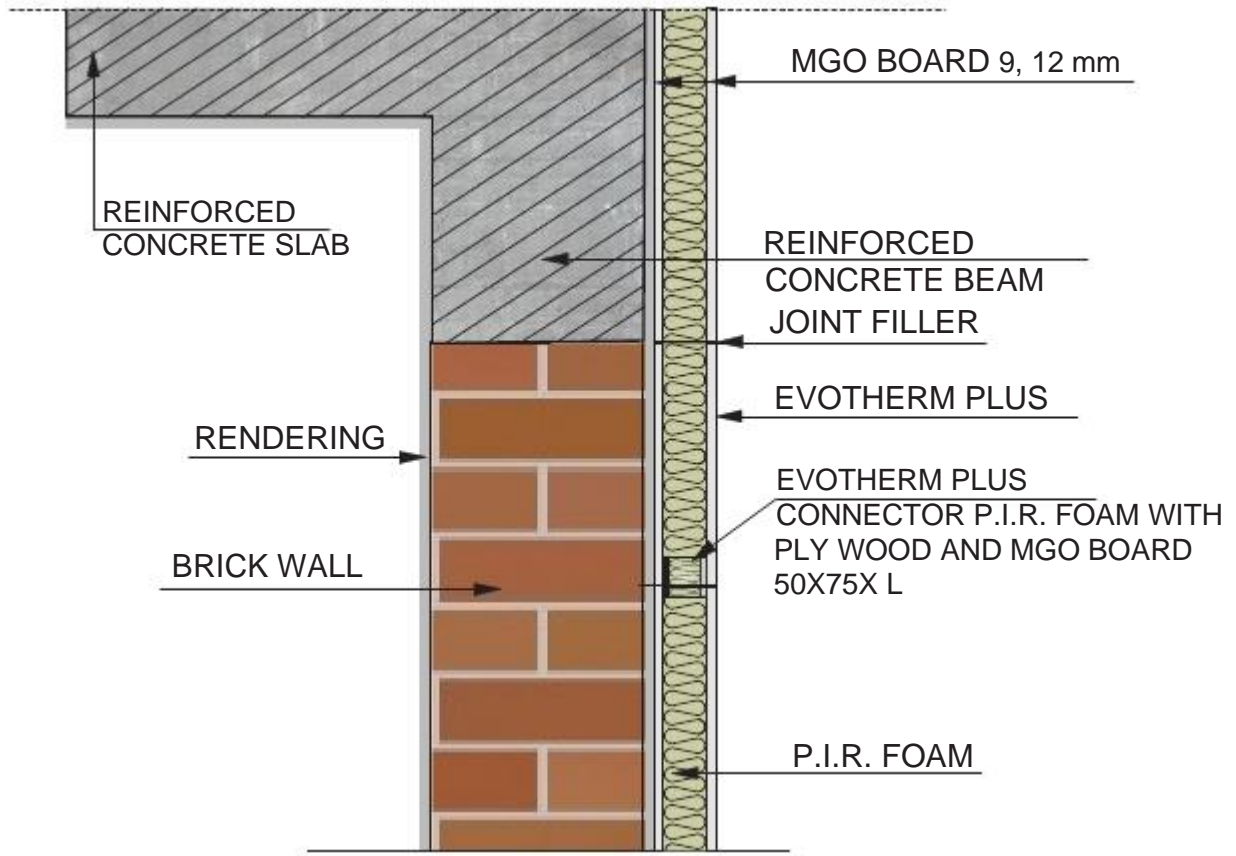 MGO BOARD 9, 12 mm
REINFORCED
CONCRETE SLAB
REINFORCED
CONCRETE BEAM
JOINT FILLER
EVOTHERM PLUS
RENDERING
EVOTHERM PLUS
CONNECTOR P.I.R. FOAM WITH
PLY WOOD AND MGO BOARD
50X75X L
BRICK WALL
P.I.R. FOAM